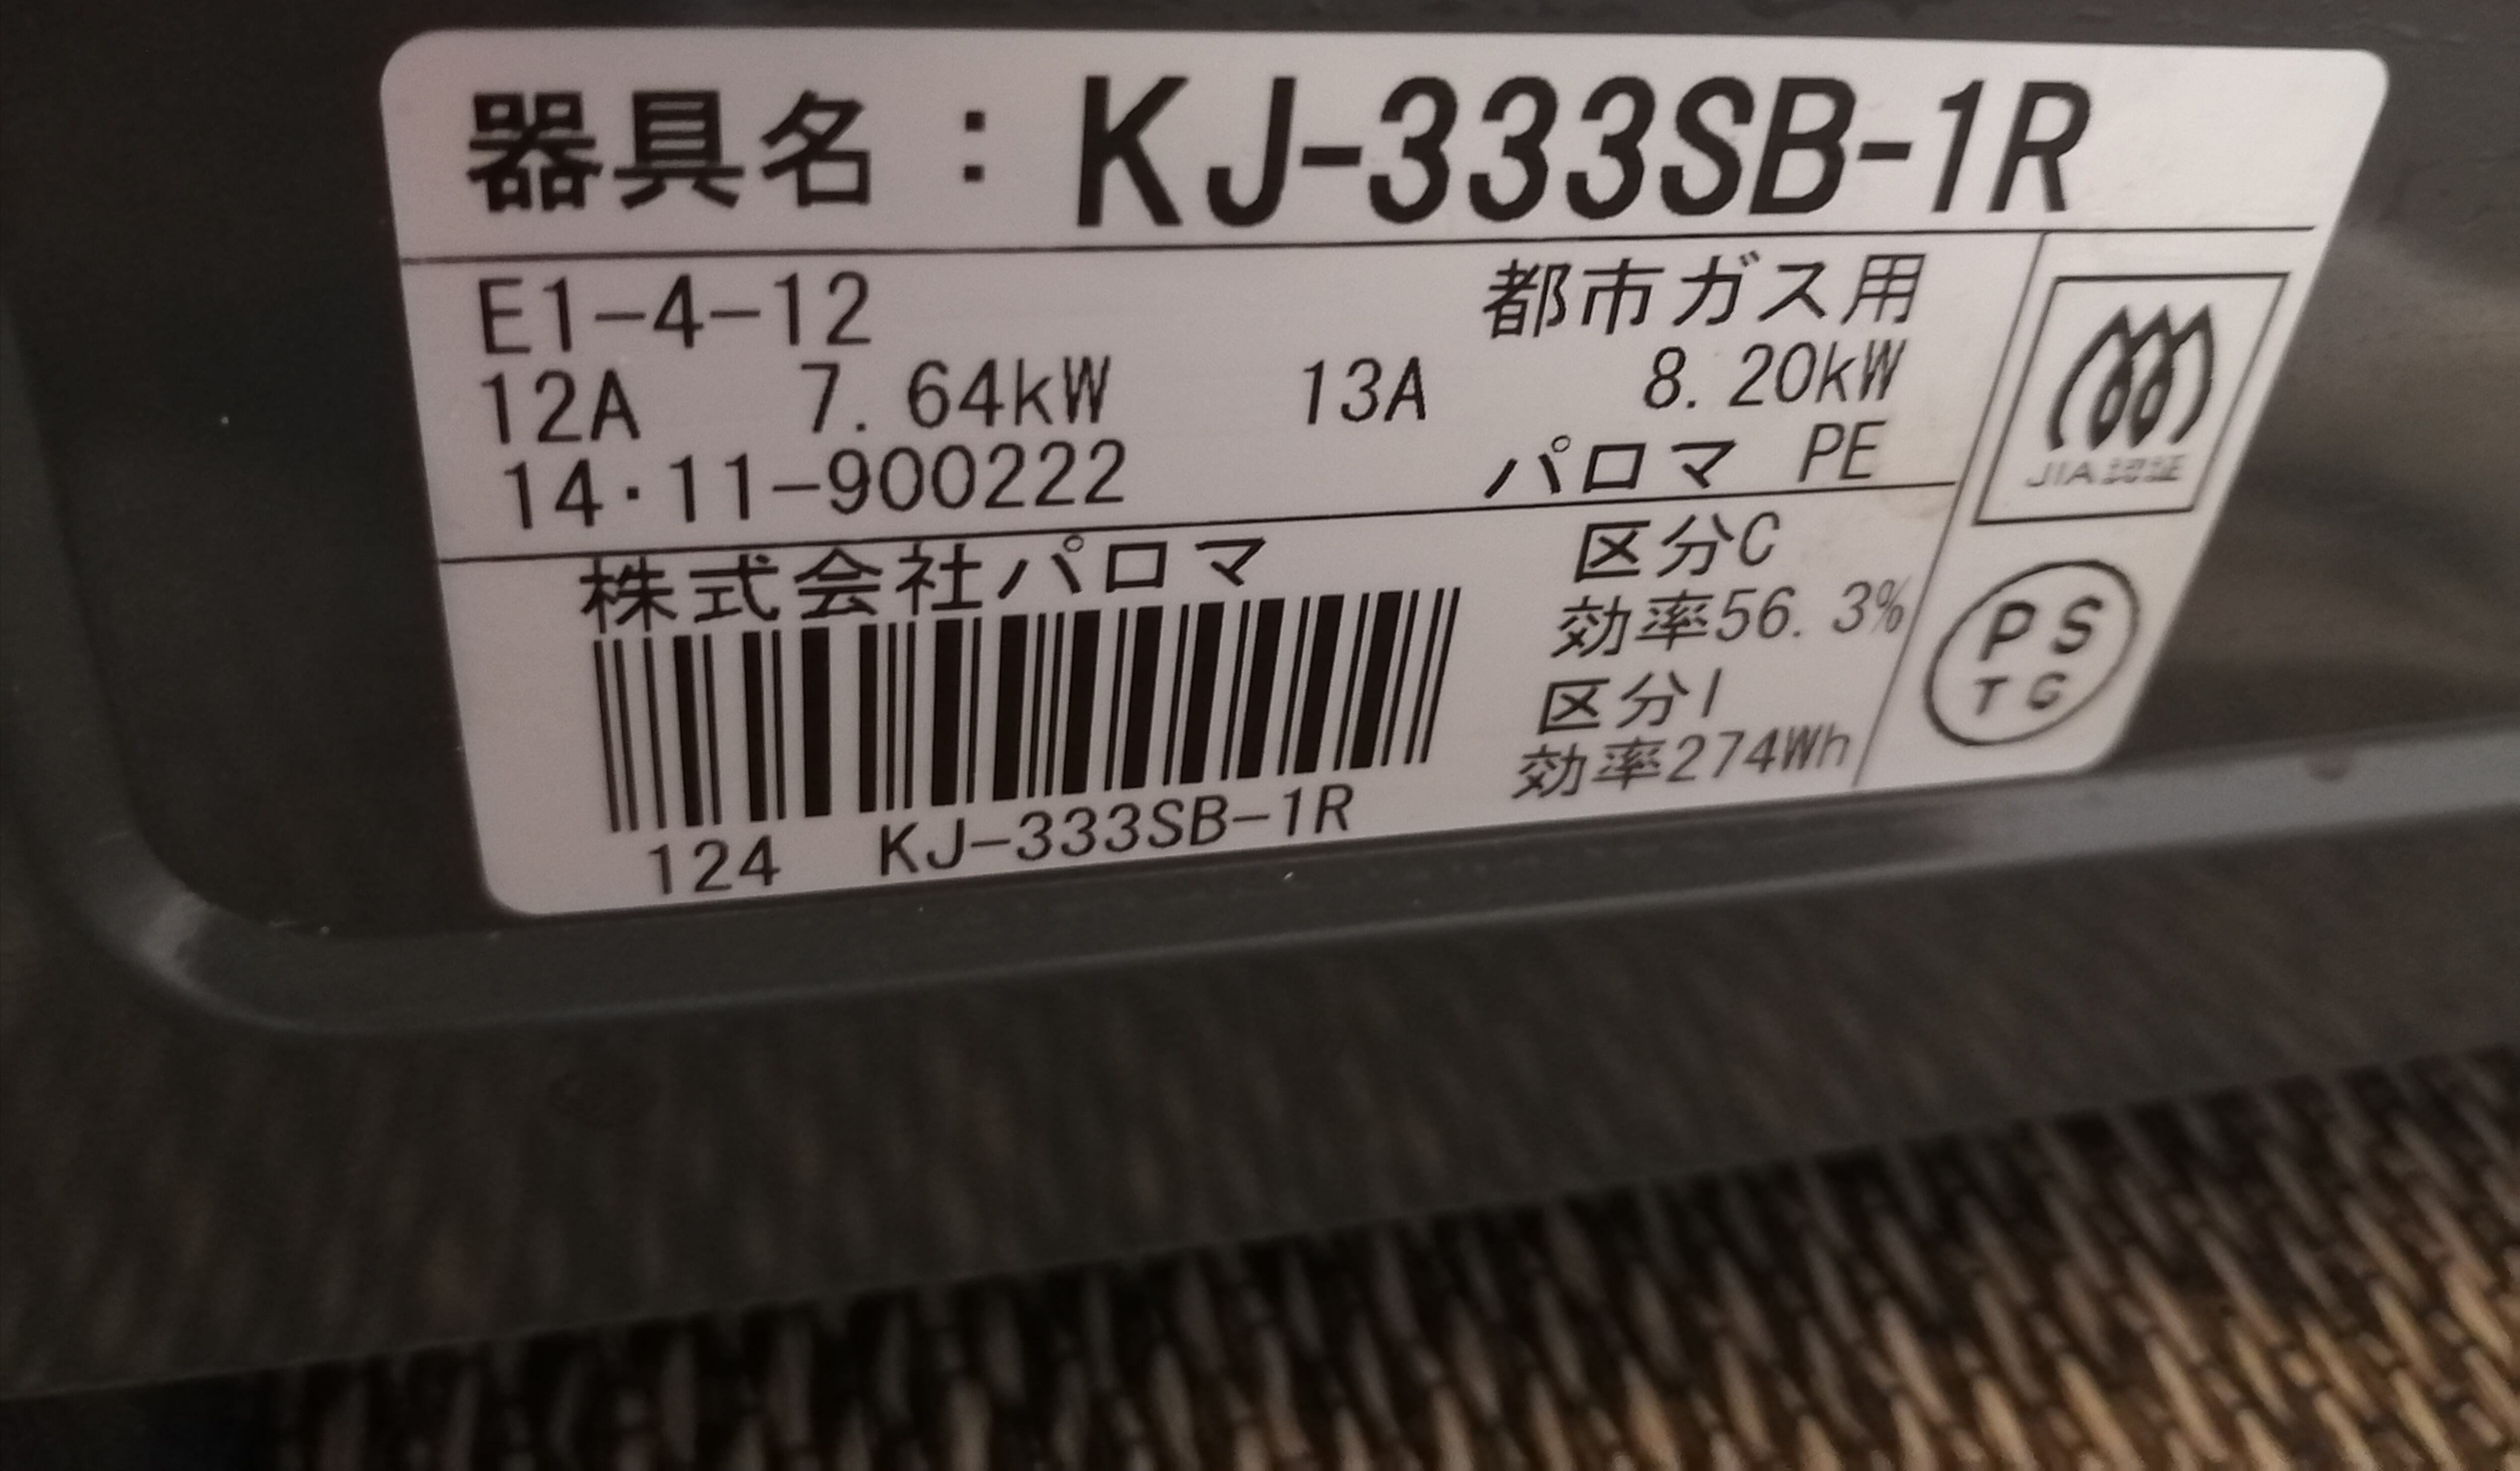 器具名 : KJ-333SB-1R
E1-4-12 都市ガス用
12A 7.64kW 13A 8.20kW
14・11-900222 パロマ PE
JIA認証
株式会社パロマ
124 KJ-333SB-1R
区分C
効率56.3%
区分I
効率274Wh
PS
TG